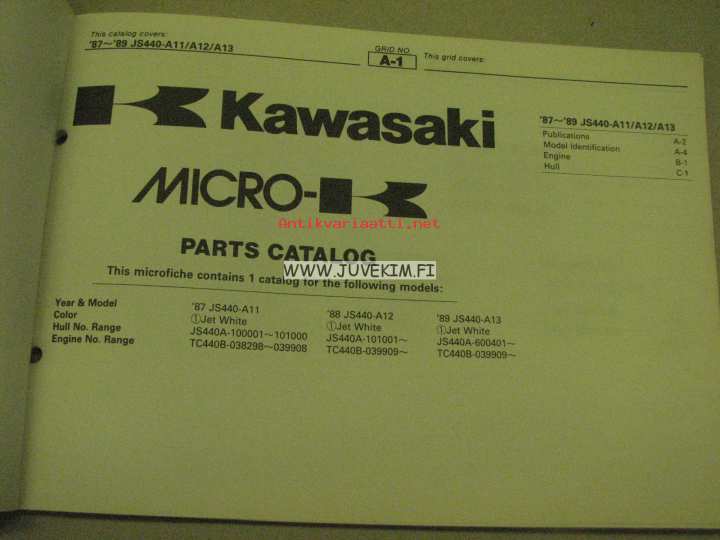 This catalog covers:
'87~'89 JS440-A11/A12/A13
GRID NO.
A-1
This grid covers:
Kawasaki
'87~'89 JS440-A11/A12/A13
Publications A-2
Model Identification A-4
Engine B-1
Hull C-1
MICRO-K
Antikvariaatti.net
PARTS CATALOG
WWW.JUVEKIM.FI
This microfiche contains 1 catalog for the following models:
Year & Model '87 JS440-A11 '88 JS440-A12 '89 JS440-A13
Color ①Jet White ①Jet White ①Jet White
Hull No. Range JS440A-100001~101000 JS440A-101001~ JS440A-600401~
Engine No. Range TC440B-038298~039908 TC440B-039909~ TC440B-039909~